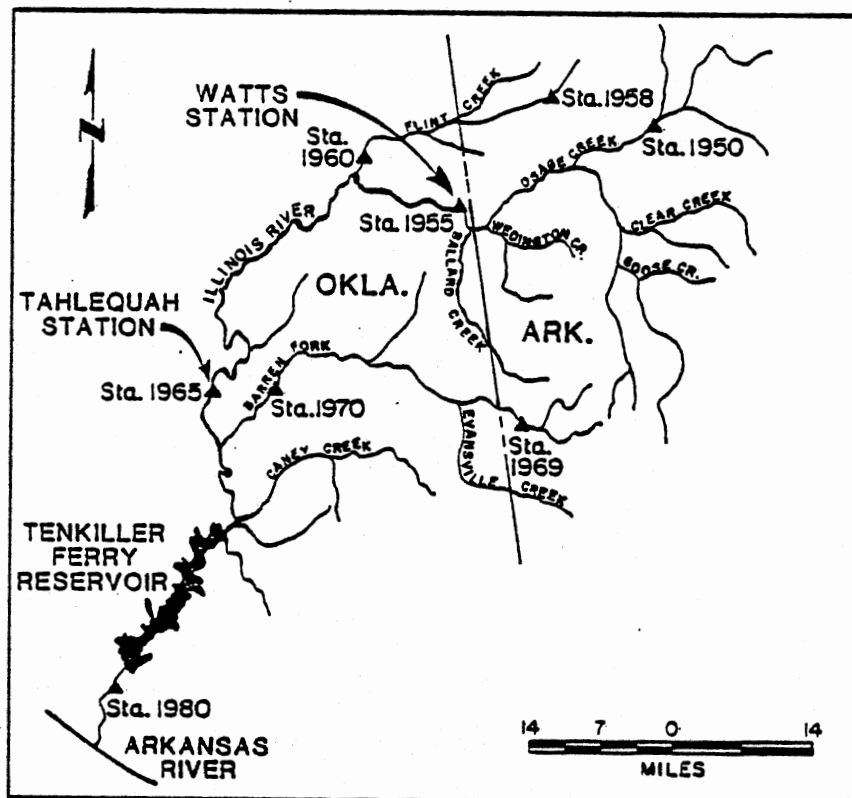 N
WATTS
STATION
FLINT CREEK
Sta. 1958
Sta.
1960
OSAGE CREEK
Sta. 1950
Sta. 1955
WEDINGTON CR.
CLEAR CREEK
GOOSE CR.
ILLINOIS RIVER
BALLARD CREEK
OKLA.
ARK.
TAHLEQUAH
STATION
Sta. 1965
BARREN FORK
Sta. 1970
Sta.
1969
EVANSVILLE CREEK
CANEY CREEK
TENKILLER
FERRY
RESERVOIR
Sta. 1980
ARKANSAS
RIVER
14 7 0 14
MILES